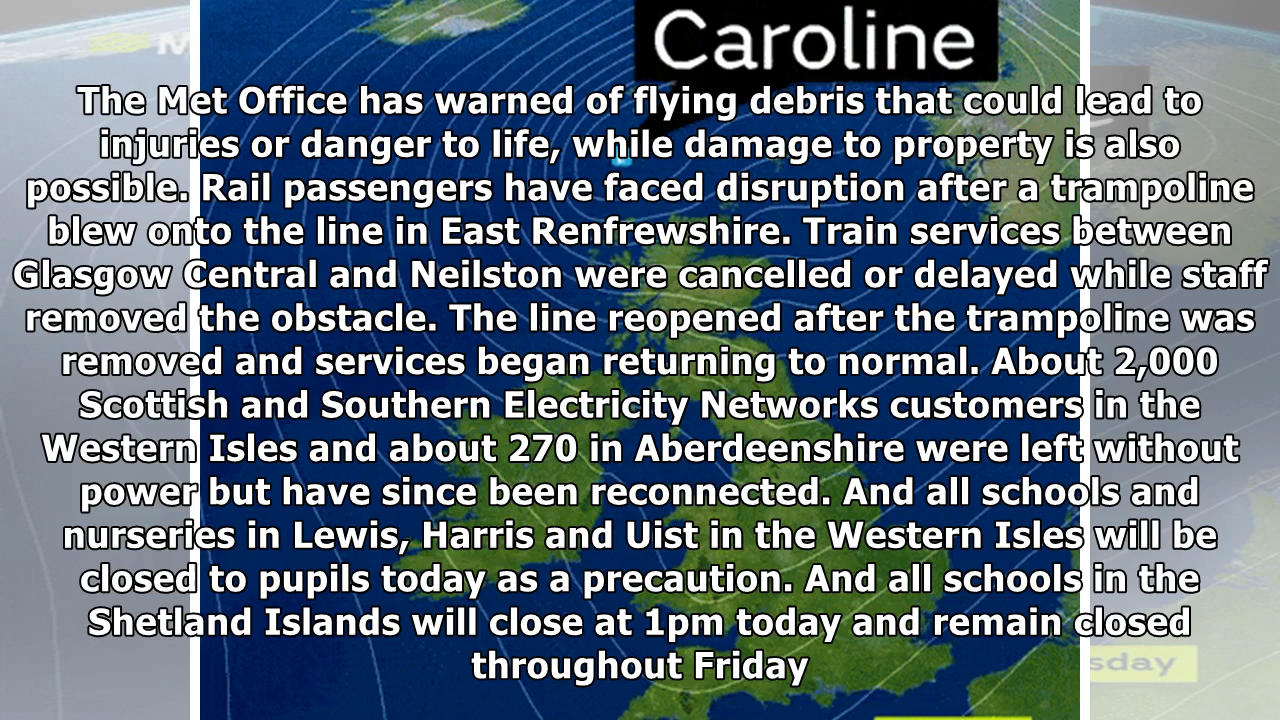 Caroline
M
The Met Office has warned of flying debris that could lead to
injuries or danger to life, while damage to property is also
possible. Rail passengers have faced disruption after a trampoline
blew onto the line in East Renfrewshire. Train services between
Glasgow Central and Neilston were cancelled or delayed while staff
removed the obstacle. The line reopened after the trampoline was
removed and services began returning to normal. About 2,000
Scottish and Southern Electricity Networks customers in the
Western Isles and about 270 in Aberdeenshire were left without
power but have since been reconnected. And all schools and
nurseries in Lewis, Harris and Uist in the Western Isles will be
closed to pupils today as a precaution. And all schools in the
Shetland Islands will close at 1pm today and remain closed
throughout Friday
sday